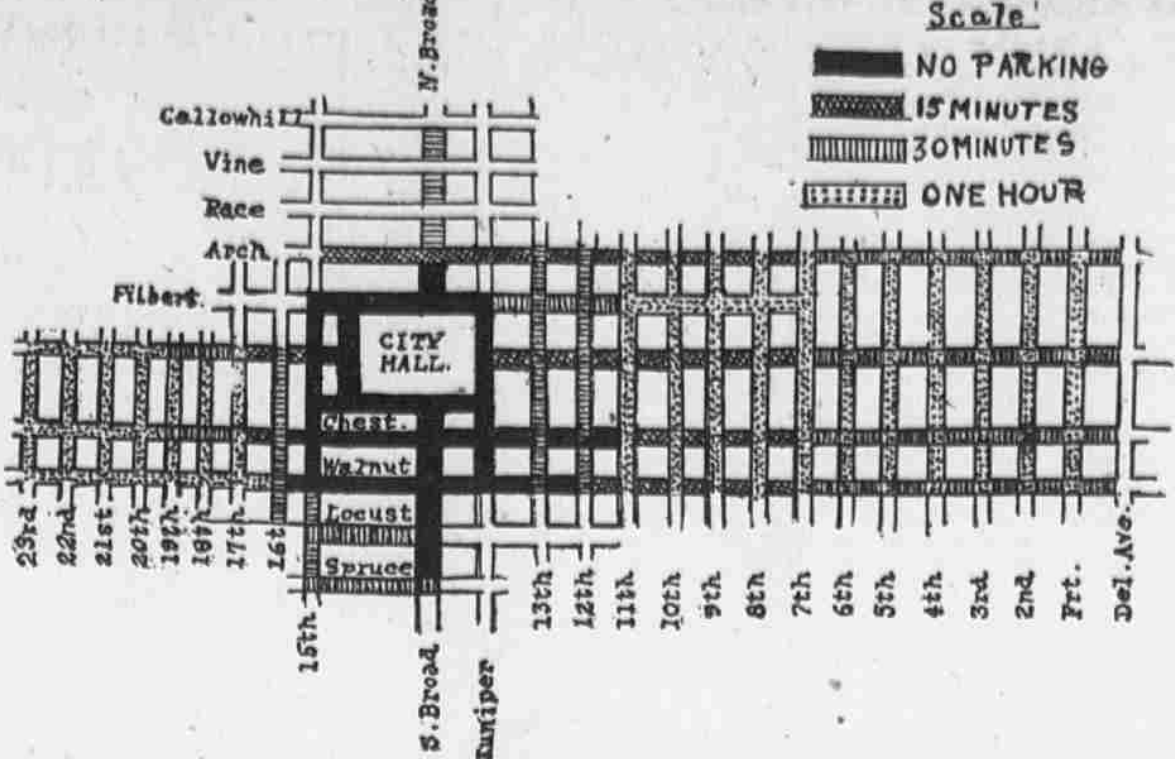 Scale:
NO PARKING
15 MINUTES
30 MINUTES
ONE HOUR
N. Broad
Callowhill
Vine
Race
Arch
Filbert.
CITY
HALL.
Chest.
Walnut
Locust
Spruce
23rd
22nd
21st
20th
19th
18th
17th
16th
15th
S. Broad
Juniper
13th
12th
11th
10th
9th
8th
7th
6th
5th
4th
3rd
2nd
Frt.
Del. Ave.